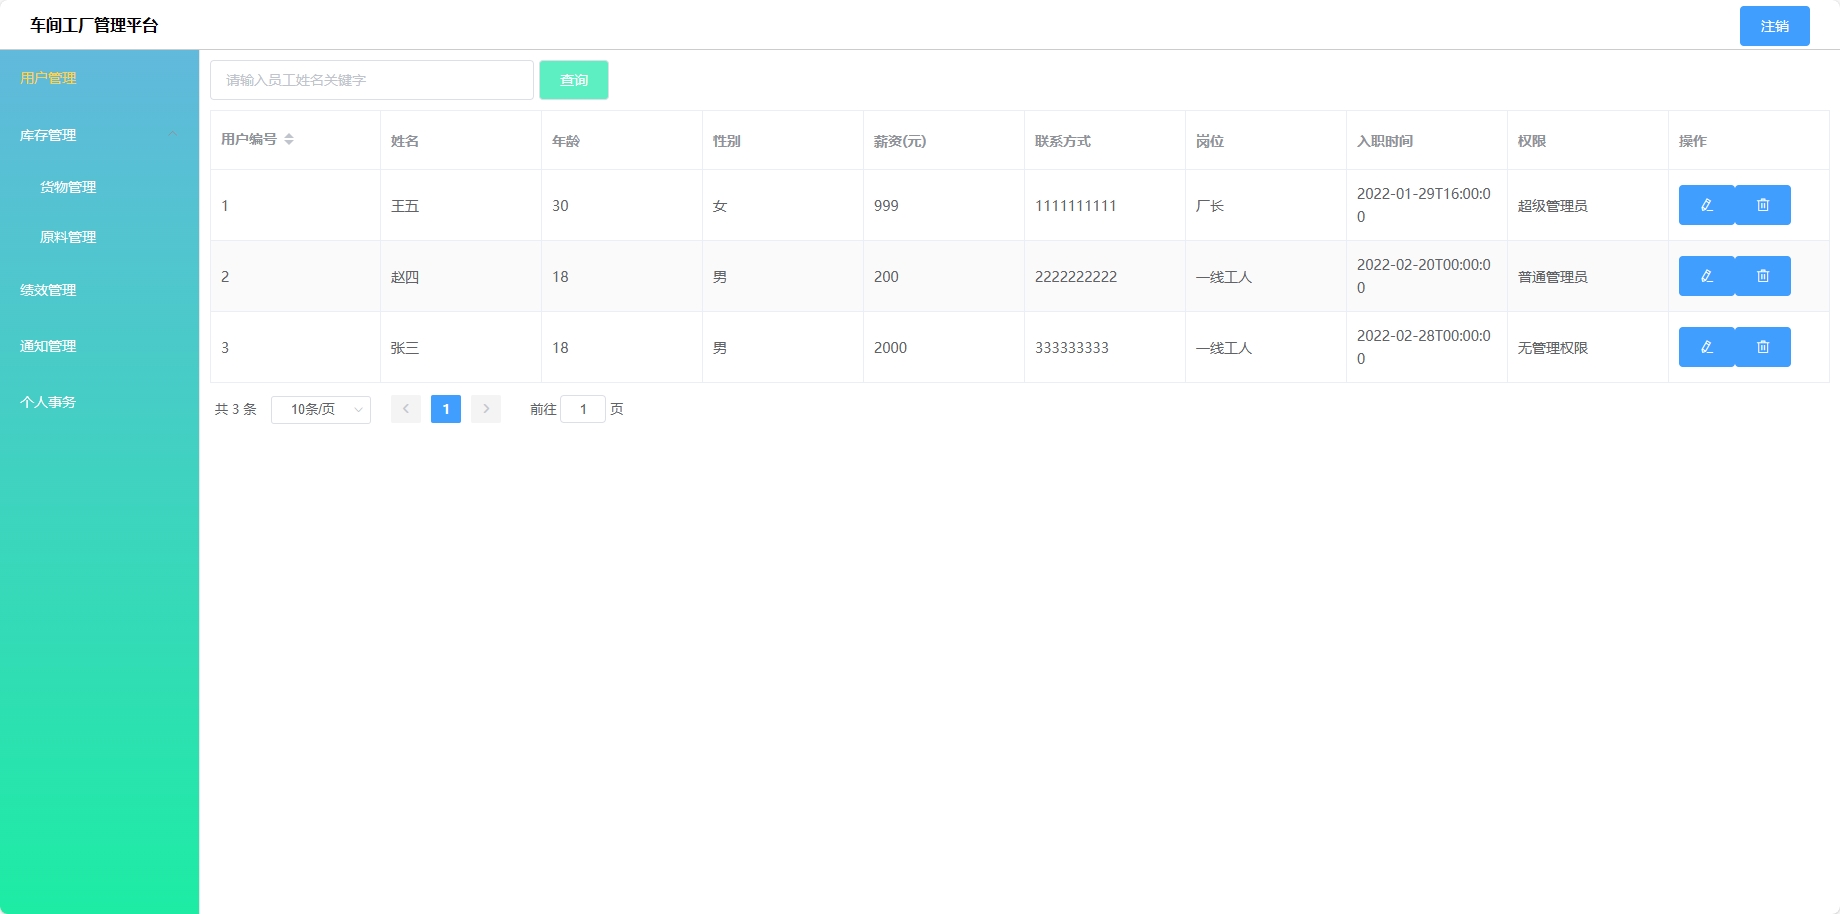 车间工厂管理平台
注销
用户管理
库存管理
货物管理
原料管理
绩效管理
通知管理
个人事务
请输入员工姓名关键字 查询
用户编号 姓名 年龄 性别 薪资(元) 联系方式 岗位 入职时间 权限 操作
1 王五 30 女 999 1111111111 厂长 2022-01-29T16:00:0
0 超级管理员
2 赵四 18 男 200 2222222222 一线工人 2022-02-20T00:00:0
0 普通管理员
3 张三 18 男 2000 333333333 一线工人 2022-02-28T00:00:0
0 无管理权限
共 3 条 10条/页 1 前往 1 页